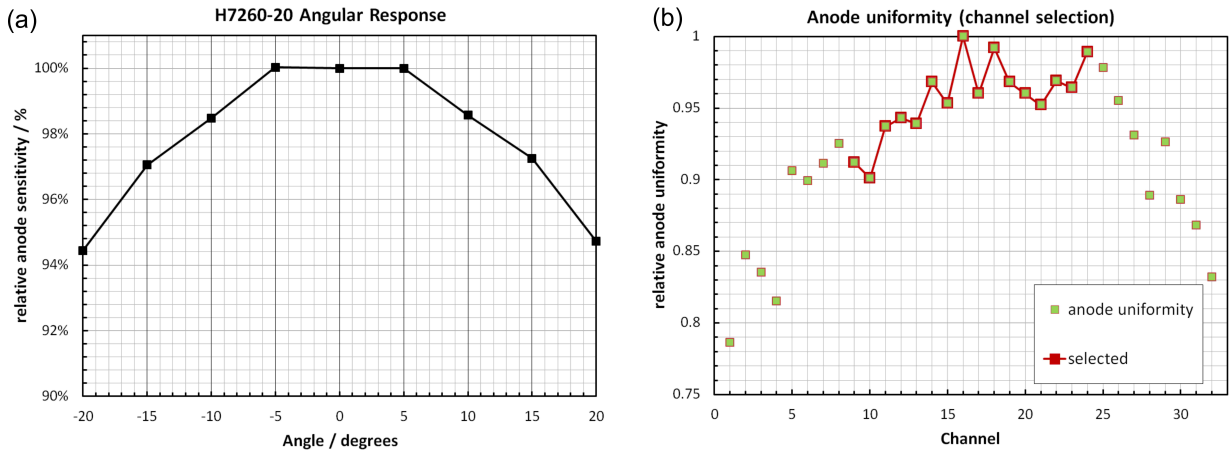 (a)
H7260-20 Angular Response
relative anode sensitivity / %
100%
98%
96%
94%
92%
90%
-20 -15 -10 -5 0 5 10 15 20
Angle / degrees
(b)
Anode uniformity (channel selection)
relative anode uniformity
1
0.95
0.9
0.85
0.8
0.75
0 5 10 15 20 25 30
Channel
anode uniformity
selected